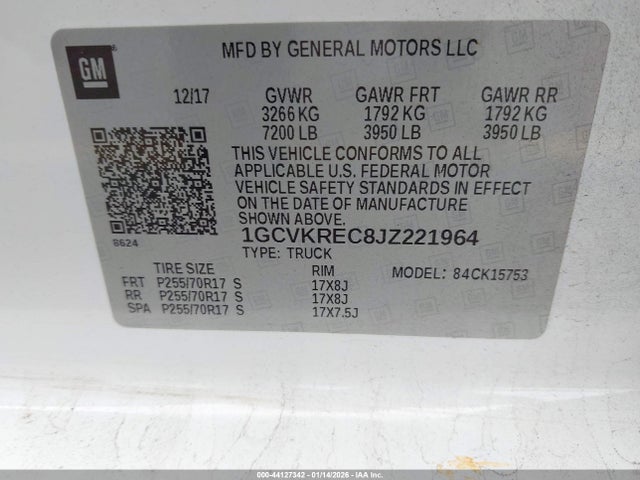 GM
MFD BY GENERAL MOTORS LLC
12/17 GVWR GAWR FRT GAWR RR
3266 KG 1792 KG 1792 KG
7200 LB 3950 LB 3950 LB
THIS VEHICLE CONFORMS TO ALL
APPLICABLE U.S. FEDERAL MOTOR
VEHICLE SAFETY STANDARDS IN EFFECT
ON THE DATE OF MANUFACTURE
SHOWN ABOVE.
8624
1GCVKREC8JZ221964
TYPE: TRUCK
TIRE SIZE RIM MODEL: 84CK15753
FRT P255/70R17 S 17X8J
RR P255/70R17 S 17X8J
SPA P255/70R17 S 17X7.5J
000-44127342 - 01/14/2026 - IAA Inc.